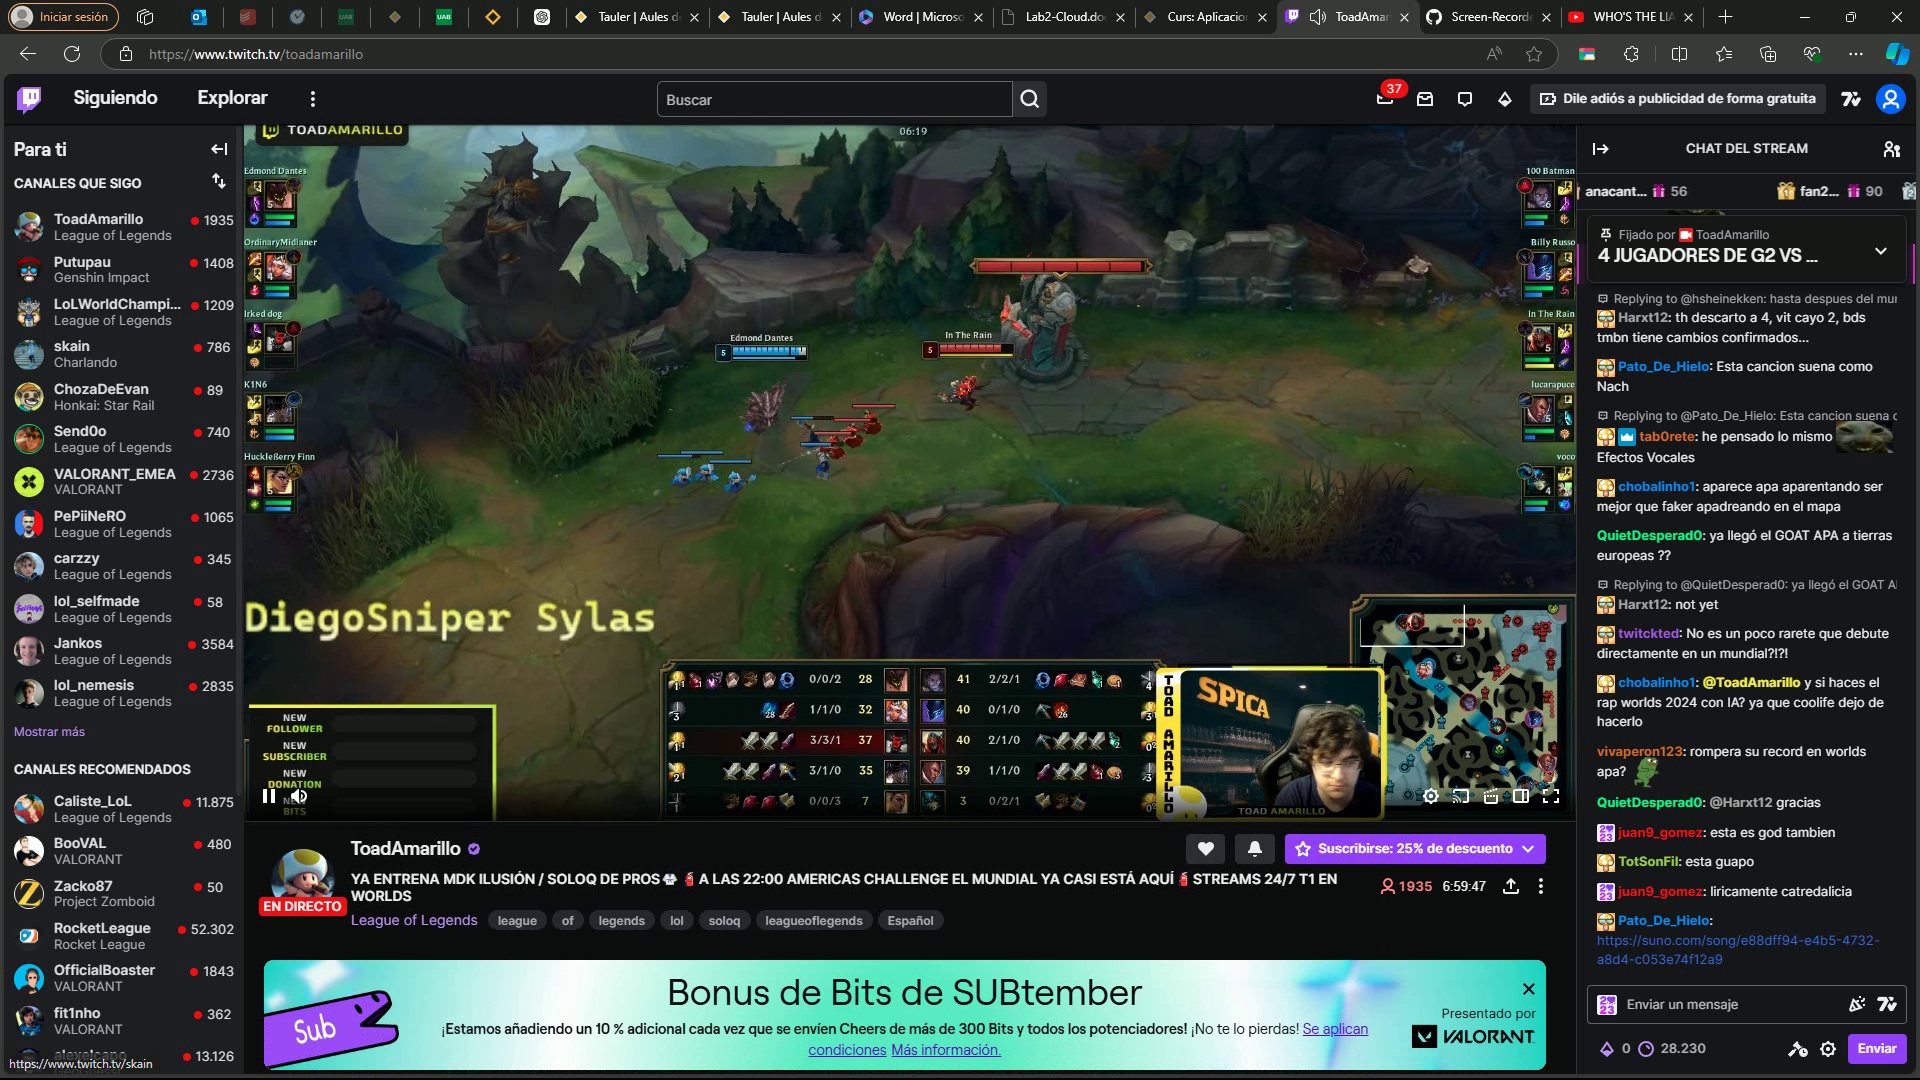 Iniciar sesión
Tauler | Aules d
Tauler | Aules d
Word | Microso
Lab2-Cloud.do
Curs: Aplicacio
ToadAmar
Screen-Record
WHO'S THE LIA
https://www.twitch.tv/toadamarillo
Siguiendo
Explorar
Buscar
37
Dile adiós a publicidad de forma gratuita
Para ti
CANALES QUE SIGO
ToadAmarillo 1935
League of Legends
Putupau 1408
Genshin Impact
LoLWorldChampi... 1209
League of Legends
skain 786
Charlando
ChozaDeEvan 89
Honkai: Star Rail
Send0o 740
League of Legends
VALORANT_EMEA 2736
VALORANT
PePiiNeRO 1065
League of Legends
carzzy 345
League of Legends
lol_selfmade 58
League of Legends
Jankos 3584
League of Legends
lol_nemesis 2835
League of Legends
Mostrar más
CANALES RECOMENDADOS
Caliste_LoL 11.875
League of Legends
BooVAL 480
VALORANT
Zacko87 50
Project Zomboid
RocketLeague 52.302
Rocket League
OfficialBoaster 1843
VALORANT
fit1nho 362
VALORANT
alexelcapo 13.126
https://www.twitch.tv/skain
TOADAMARILLO
06:19
Edmond Dantes
OrdinaryMidlaner
Irked dog
K1N6
HuckleBerry Finn
100 Batman
Billy Russo
In The Rain
lucarapuce
voco
Edmond Dantes
5
In The Rain
5
DiegoSniper Sylas
NEW
FOLLOWER
NEW
SUBSCRIBER
NEW
DONATION
NEW
BITS
0/0/2 28 41 2/2/1
1/1/0 32 40 0/1/0
3/3/1 37 40 2/1/0
3/1/0 35 39 1/1/0
0/0/3 7 3 0/2/1
TOAD AMARILLO
SPICA
TOAD AMARILLO
ToadAmarillo
Suscribirse: 25% de descuento
YA ENTRENA MDK ILUSIÓN / SOLOQ DE PROS A LAS 22:00 AMERICAS CHALLENGE EL MUNDIAL YA CASI ESTÁ AQUÍ STREAMS 24/7 T1 EN
WORLDS
EN DIRECTO
1935 6:59:47
League of Legends league of legends lol soloq leagueoflegends Español
Sub
Bonus de Bits de SUBtember
¡Estamos añadiendo un 10 % adicional cada vez que se envíen Cheers de más de 300 Bits y todos los potenciadores! ¡No te lo pierdas! Se aplican
condiciones Más información.
Presentado por
VALORANT
CHAT DEL STREAM
anacant... 56 fan2... 90
Fijado por ToadAmarillo
4 JUGADORES DE G2 VS ...
Replying to @hsheinekken: hasta despues del mur
Harxt12: th descarto a 4, vit cayo 2, bds
tmbn tiene cambios confirmados...
Pato_De_Hielo: Esta cancion suena como
Nach
Replying to @Pato_De_Hielo: Esta cancion suena c
tab0rete: he pensado lo mismo
Efectos Vocales
chobalinho1: aparece apa aparentando ser
mejor que faker apadreando en el mapa
QuietDesperad0: ya llegó el GOAT APA a tierras
europeas ??
Replying to @QuietDesperad0: ya llegó el GOAT A
Harxt12: not yet
twitckted: No es un poco rarete que debute
directamente en un mundial?!?!
chobalinho1: @ToadAmarillo y si haces el
rap worlds 2024 con IA? ya que coolife dejo de
hacerlo
vivaperon123: rompera su record en worlds
apa?
QuietDesperad0: @Harxt12 gracias
juan9_gomez: esta es god tambien
TotSonFil: esta guapo
juan9_gomez: liricamente catredalicia
Pato_De_Hielo:
https://suno.com/song/e88dff94-e4b5-4732-
a8d4-c053e74f12a9
Enviar un mensaje
0 28.230
Enviar